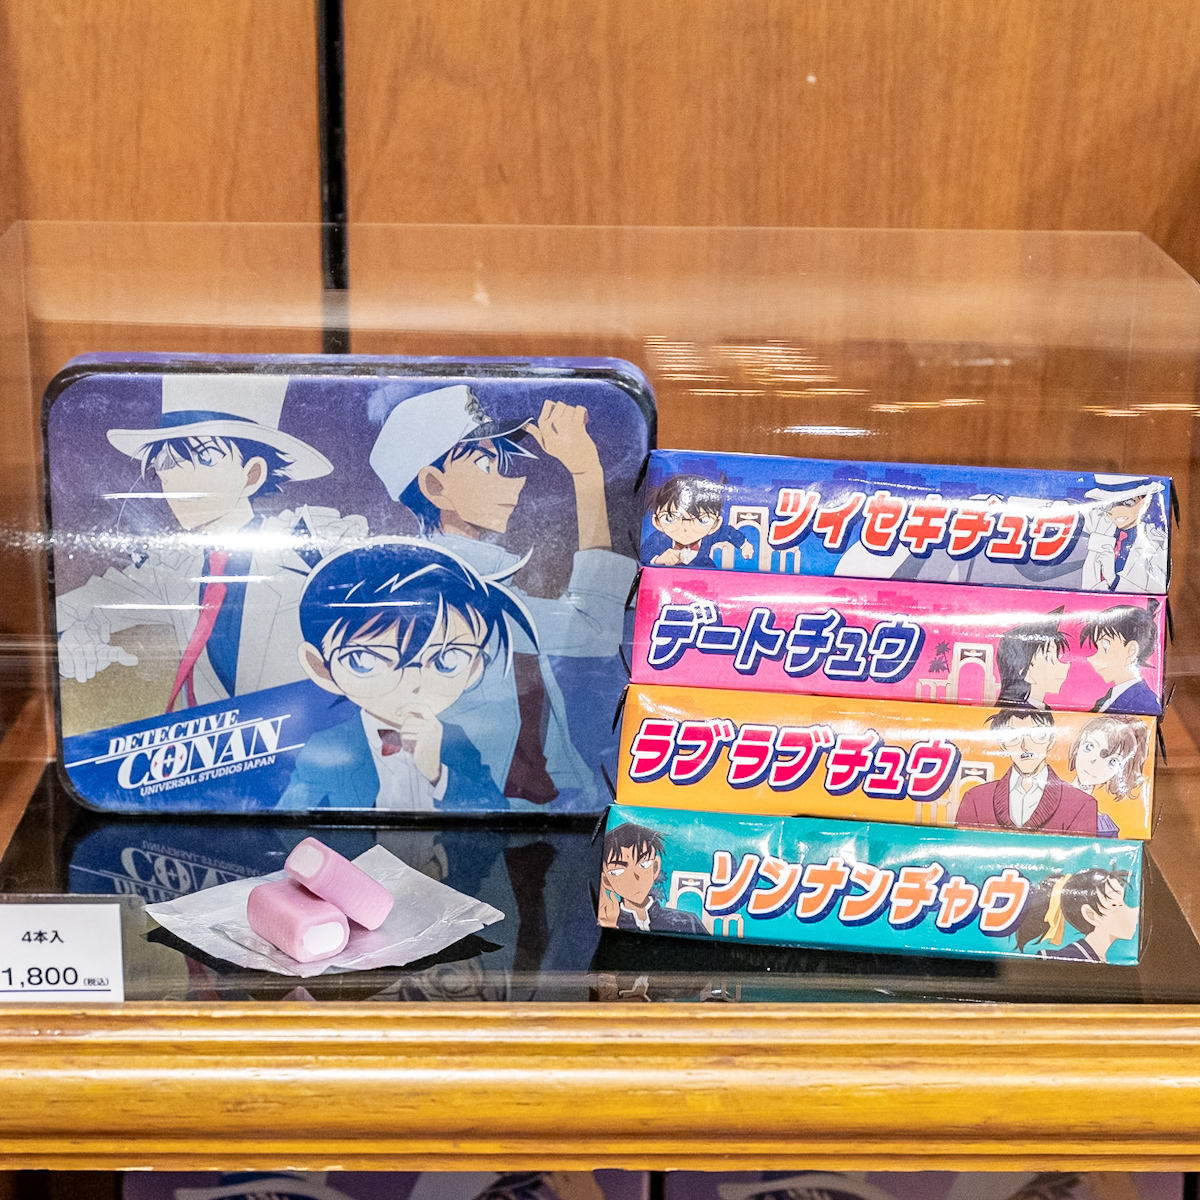 DETECTIVE
CONAN
UNIVERSAL STUDIOS JAPAN
ツイセキチュウ
デートチュウ
ラブラブチュウ
ソンナンチャウ
4本入
1,800(税込)